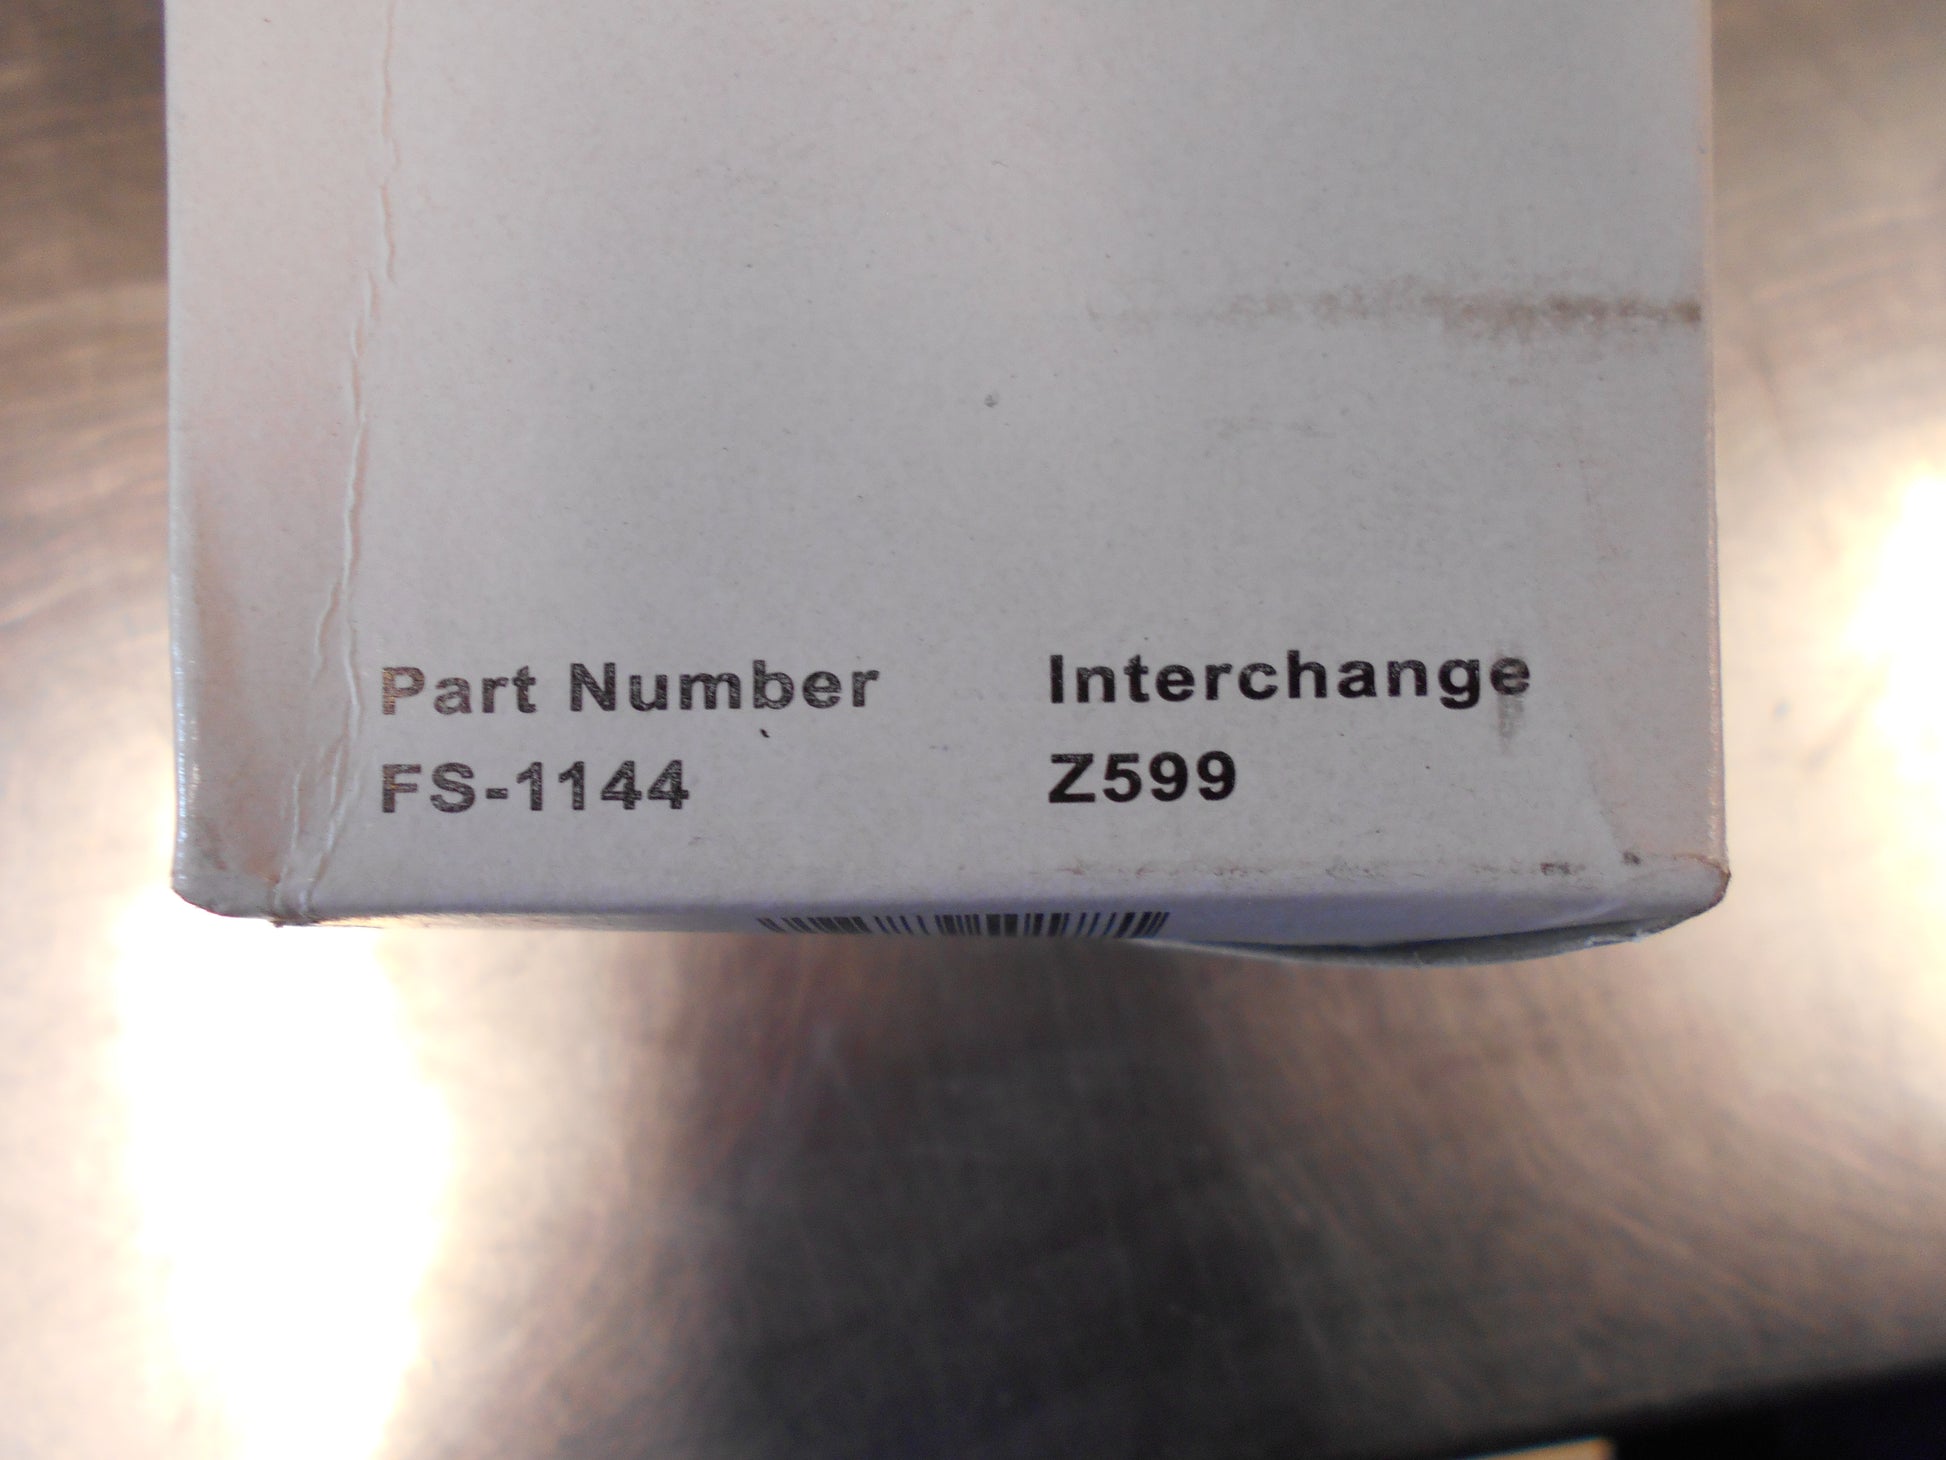 Part Number Interchange
FS-1144 Z599